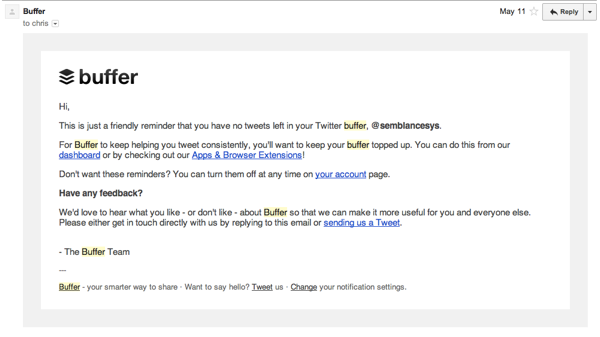 Buffer
May 11
Reply
to chris
buffer
Hi,
This is just a friendly reminder that you have no tweets left in your Twitter buffer, @semblancesys.
For Buffer to keep helping you tweet consistently, you'll want to keep your buffer topped up. You can do this from our
dashboard or by checking out our Apps & Browser Extensions!
Don't want these reminders? You can turn them off at any time on your account page.
Have any feedback?
We'd love to hear what you like - or don't like - about Buffer so that we can make it more useful for you and everyone else.
Please either get in touch directly with us by replying to this email or sending us a Tweet.
- The Buffer Team
---
Buffer - your smarter way to share · Want to say hello? Tweet us · Change your notification settings.